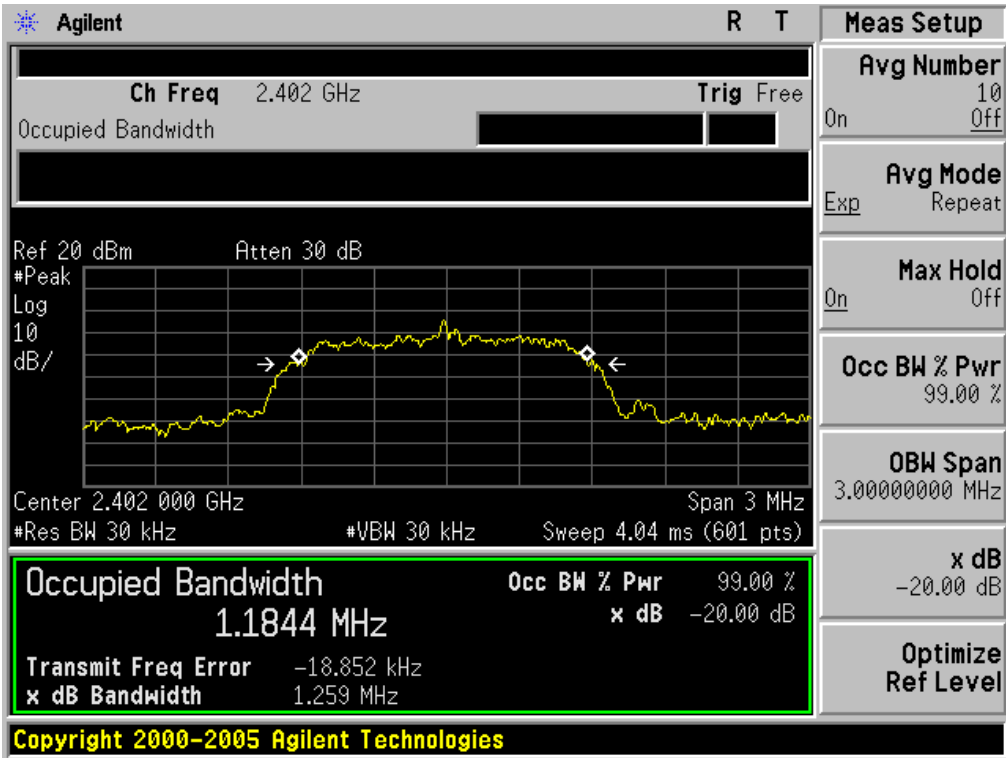 Agilent R T
Ch Freq 2.402 GHz Trig Free
Occupied Bandwidth
Ref 20 dBm Atten 30 dB
#Peak
Log
10
dB/
Center 2.402 000 GHz Span 3 MHz
#Res BW 30 kHz #VBW 30 kHz Sweep 4.04 ms (601 pts)
Occupied Bandwidth Occ BW % Pwr 99.00 %
1.1844 MHz x dB -20.00 dB
Transmit Freq Error -18.852 kHz
x dB Bandwidth 1.259 MHz
Copyright 2000-2005 Agilent Technologies
Meas Setup
Avg Number
10
On Off
Avg Mode
Exp Repeat
Max Hold
On Off
Occ BW % Pwr
99.00 %
OBW Span
3.00000000 MHz
x dB
-20.00 dB
Optimize
Ref Level